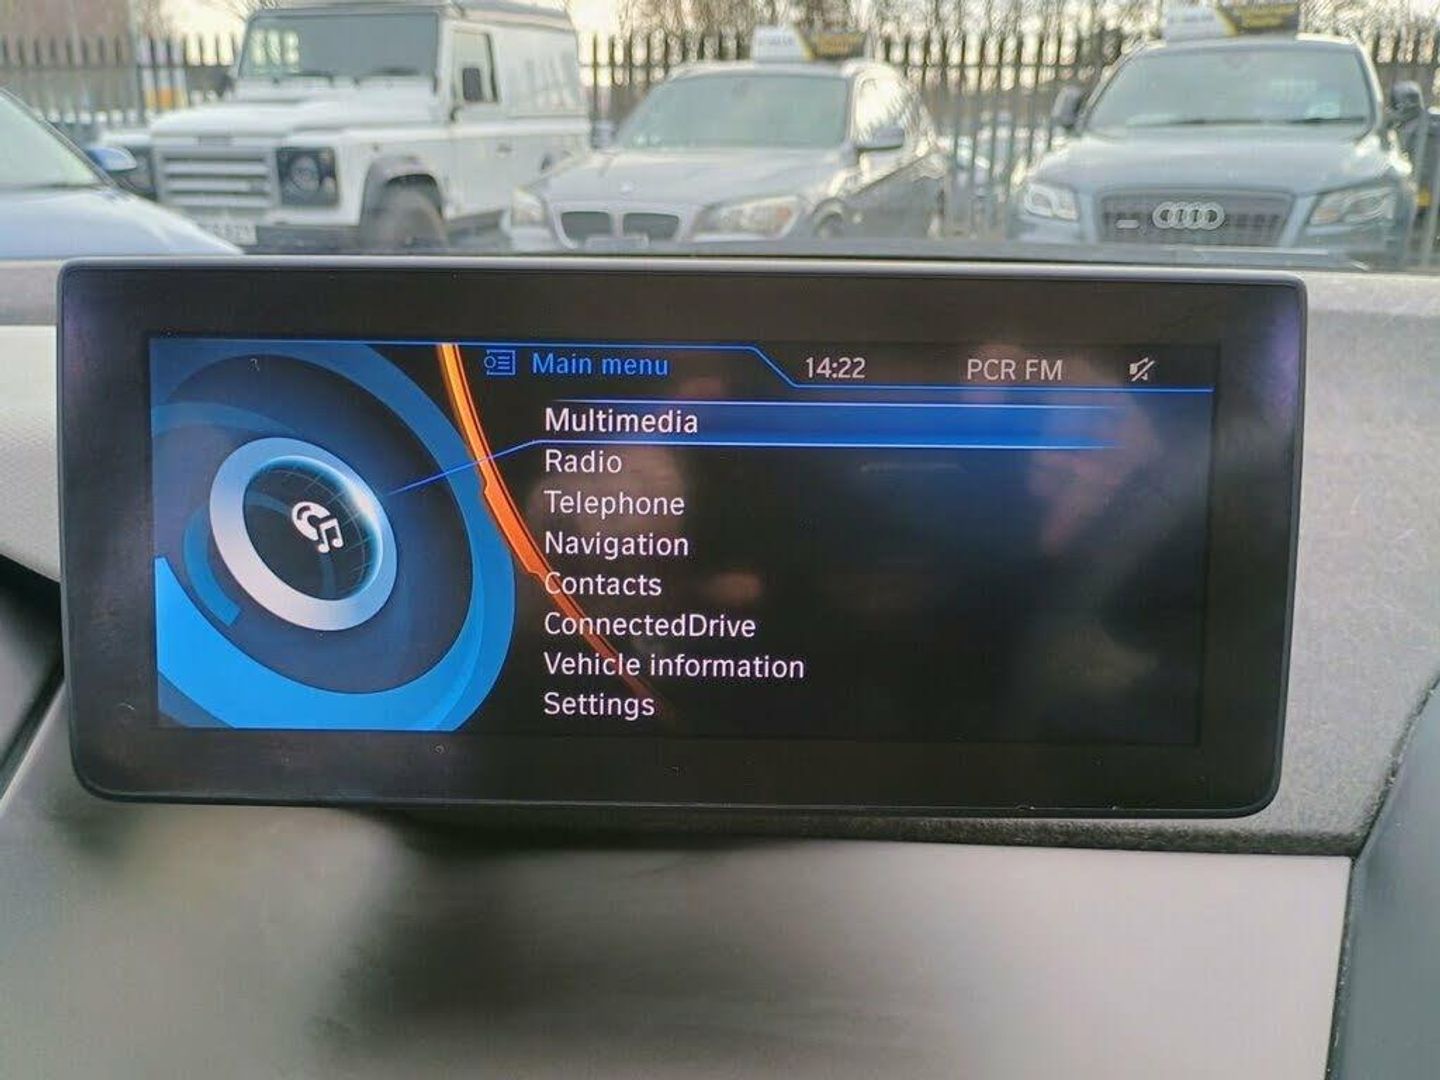 Main menu 14:22 PCR FM
Multimedia
Radio
Telephone
Navigation
Contacts
ConnectedDrive
Vehicle information
Settings